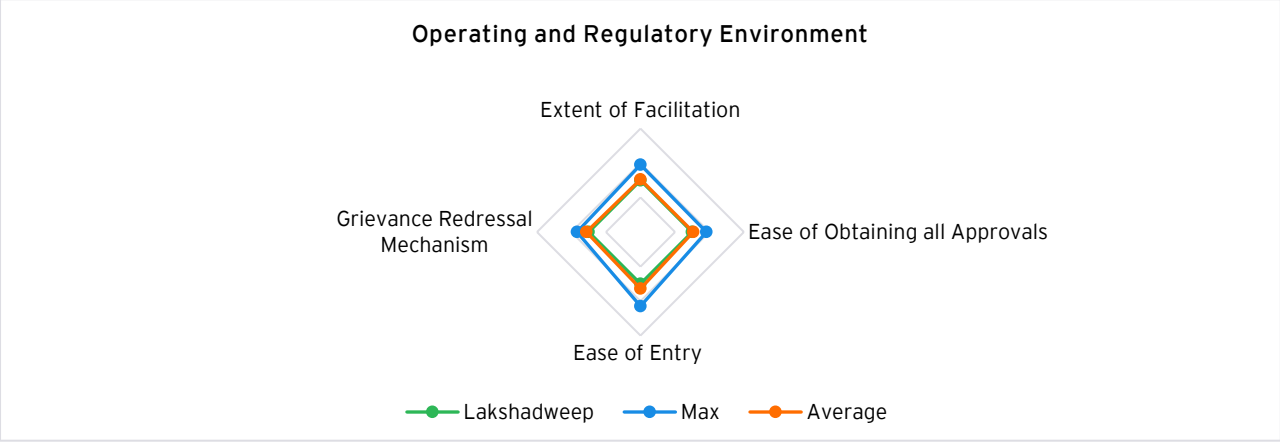 Operating and Regulatory Environment
Extent of Facilitation
Grievance Redressal
Mechanism
Ease of Obtaining all Approvals
Ease of Entry
Lakshadweep
Max
Average